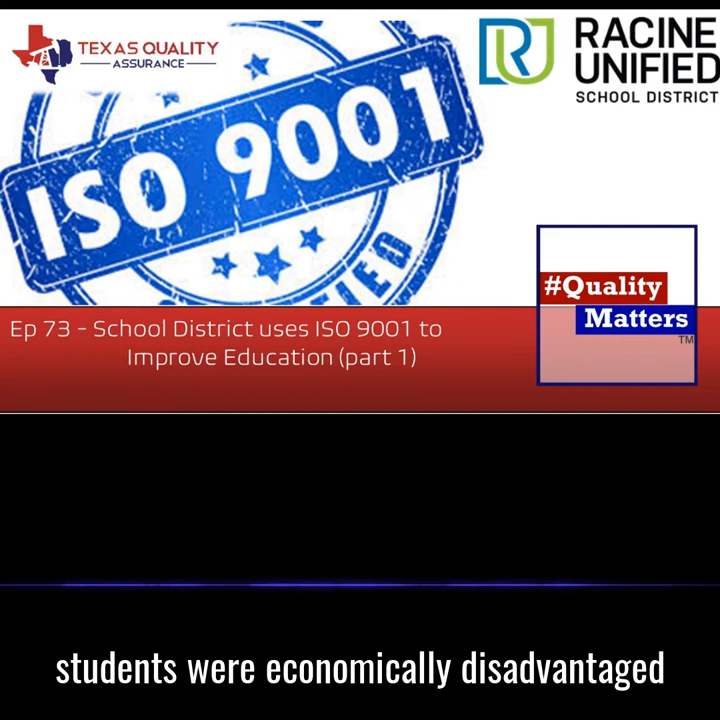 TEXAS QUALITY
ASSURANCE
RACINE
UNIFIED
SCHOOL DISTRICT
ISO 9001
#Quality
Matters
TM
Ep 73 - School District uses ISO 9001 to
Improve Education (part 1)
students were economically disadvantaged